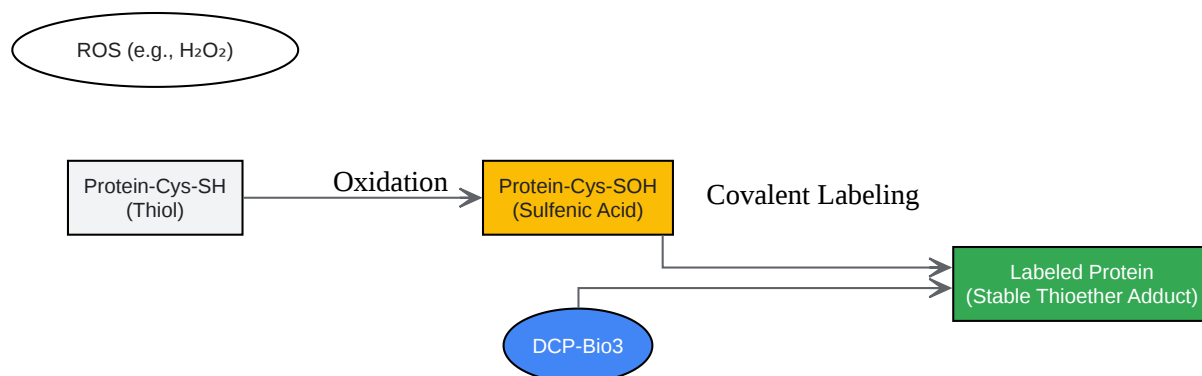 ROS (e.g., H₂O₂)
Protein-Cys-SH
(Thiol)
Oxidation
Protein-Cys-SOH
(Sulfenic Acid)
Covalent Labeling
Labeled Protein
(Stable Thioether Adduct)
DCP-Bio3